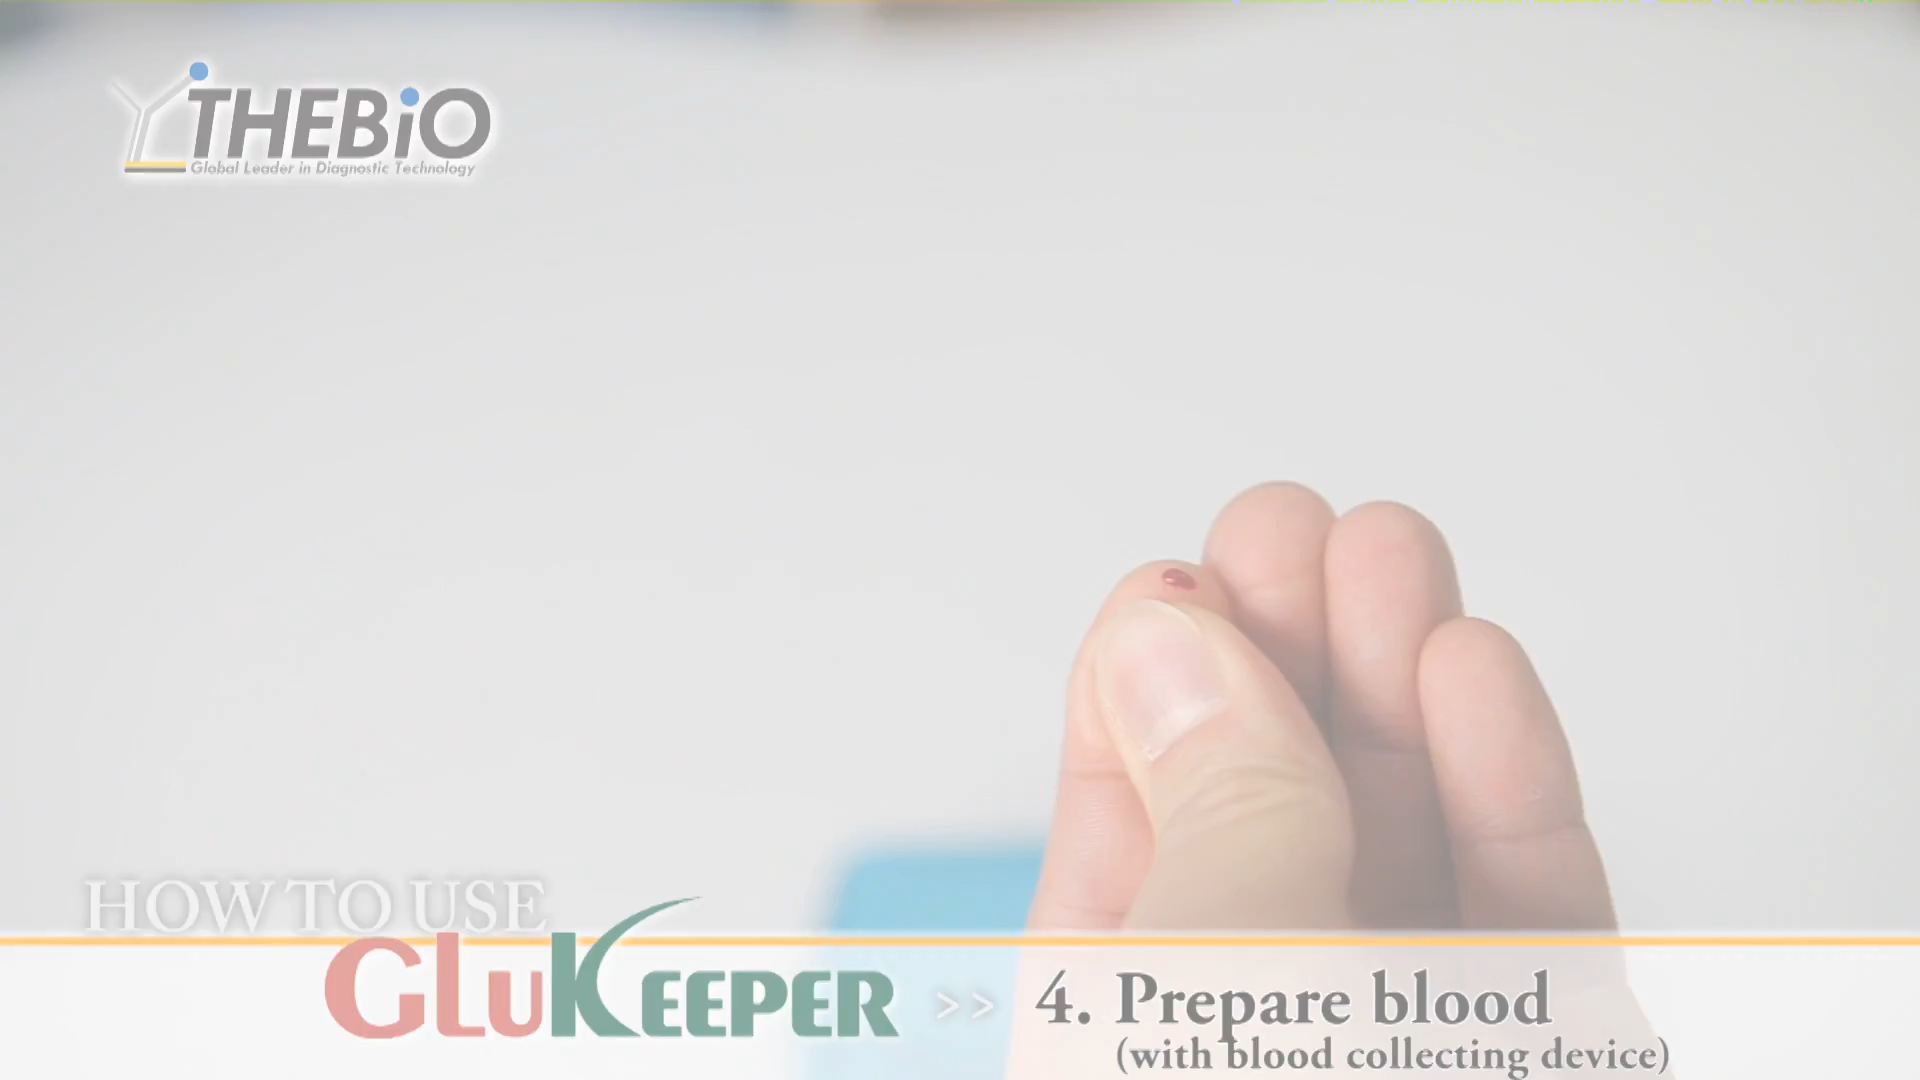 THEBiO
Global Leader in Diagnostic Technology
HOW TO USE
GLUKEEPER >> 4. Prepare blood
(with blood collecting device)